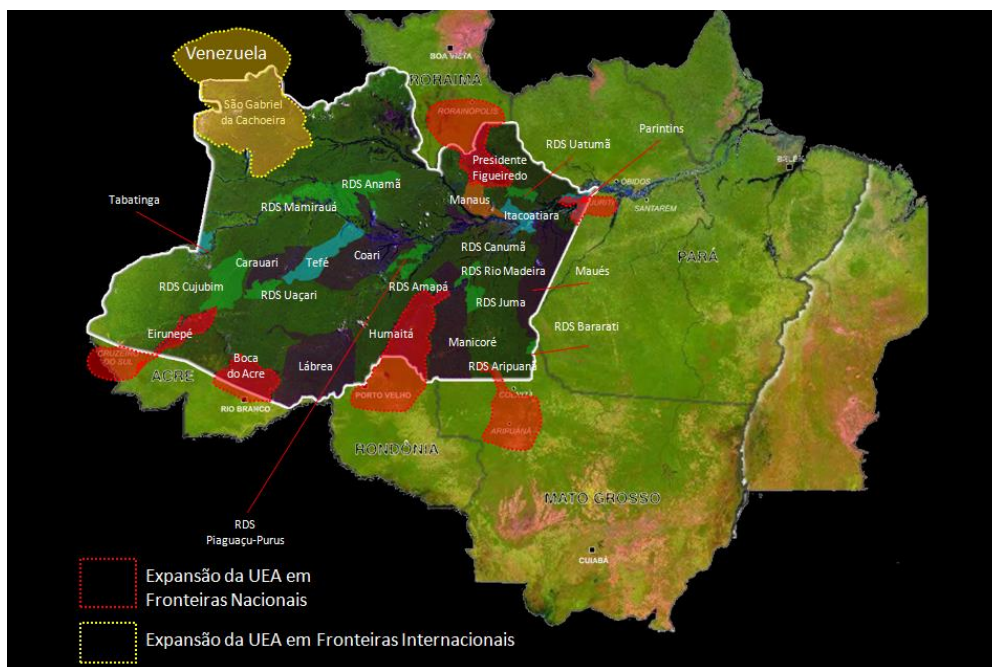 Venezuela
São Gabriel
da Cachoeira
BOA VISTA
RORAIMA
RORAINÓPOLIS
Presidente
Figueiredo
RDS Uatumã
Parintins
BELÉM
ÓBIDOS
JURUTI
SANTARÉM
RDS Anamã
RDS Mamirauá
Manaus
Itacoatiara
Tabatinga
RDS Canumã
PARÁ
Carauari
Tefé
Coari
RDS Rio Madeira
Maués
RDS Cujubim
RDS Uaçari
RDS Amapá
RDS Juma
Eirunepé
Humaitá
Manicoré
RDS Bararati
CRUZEIRO
DO SUL
Boca
do Acre
Lábrea
RDS Aripuanã
ACRE
RIO BRANCO
PORTO VELHO
ARIPUANÃ
RONDÔNIA
MATO GROSSO
RDS
Piaguaçu-Purus
CUIABÁ
Expansão da UEA em
Fronteiras Nacionais
Expansão da UEA em Fronteiras Internacionais